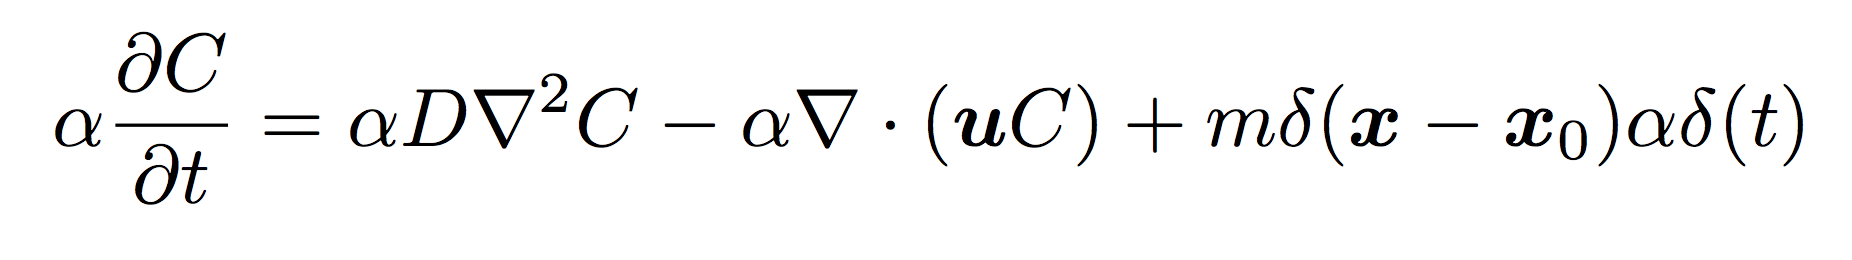 α ∂C/∂t = αD∇²C − α∇ · (𝒖C) + mδ(𝒙 − 𝒙₀)αδ(t)